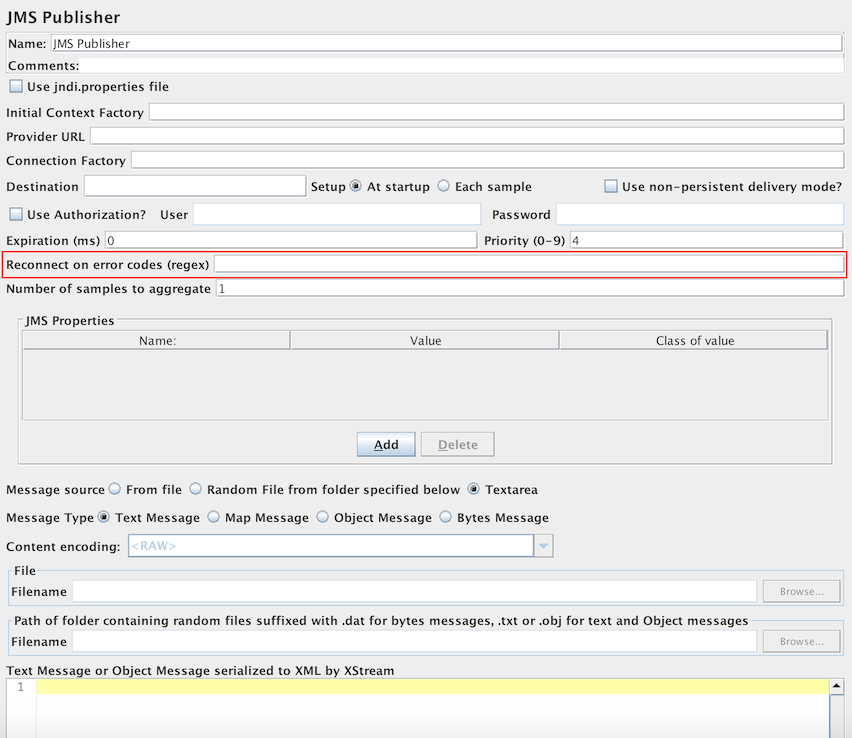 JMS Publisher
Name: JMS Publisher
Comments:
Use jndi.properties file
Initial Context Factory
Provider URL
Connection Factory
Destination Setup At startup Each sample Use non-persistent delivery mode?
Use Authorization? User Password
Expiration (ms) 0 Priority (0-9) 4
Reconnect on error codes (regex)
Number of samples to aggregate 1
JMS Properties
Name: Value Class of value
Add Delete
Message source From file Random File from folder specified below Textarea
Message Type Text Message Map Message Object Message Bytes Message
Content encoding: <RAW>
File
Filename Browse...
Path of folder containing random files suffixed with .dat for bytes messages, .txt or .obj for text and Object messages
Filename Browse...
Text Message or Object Message serialized to XML by XStream
1